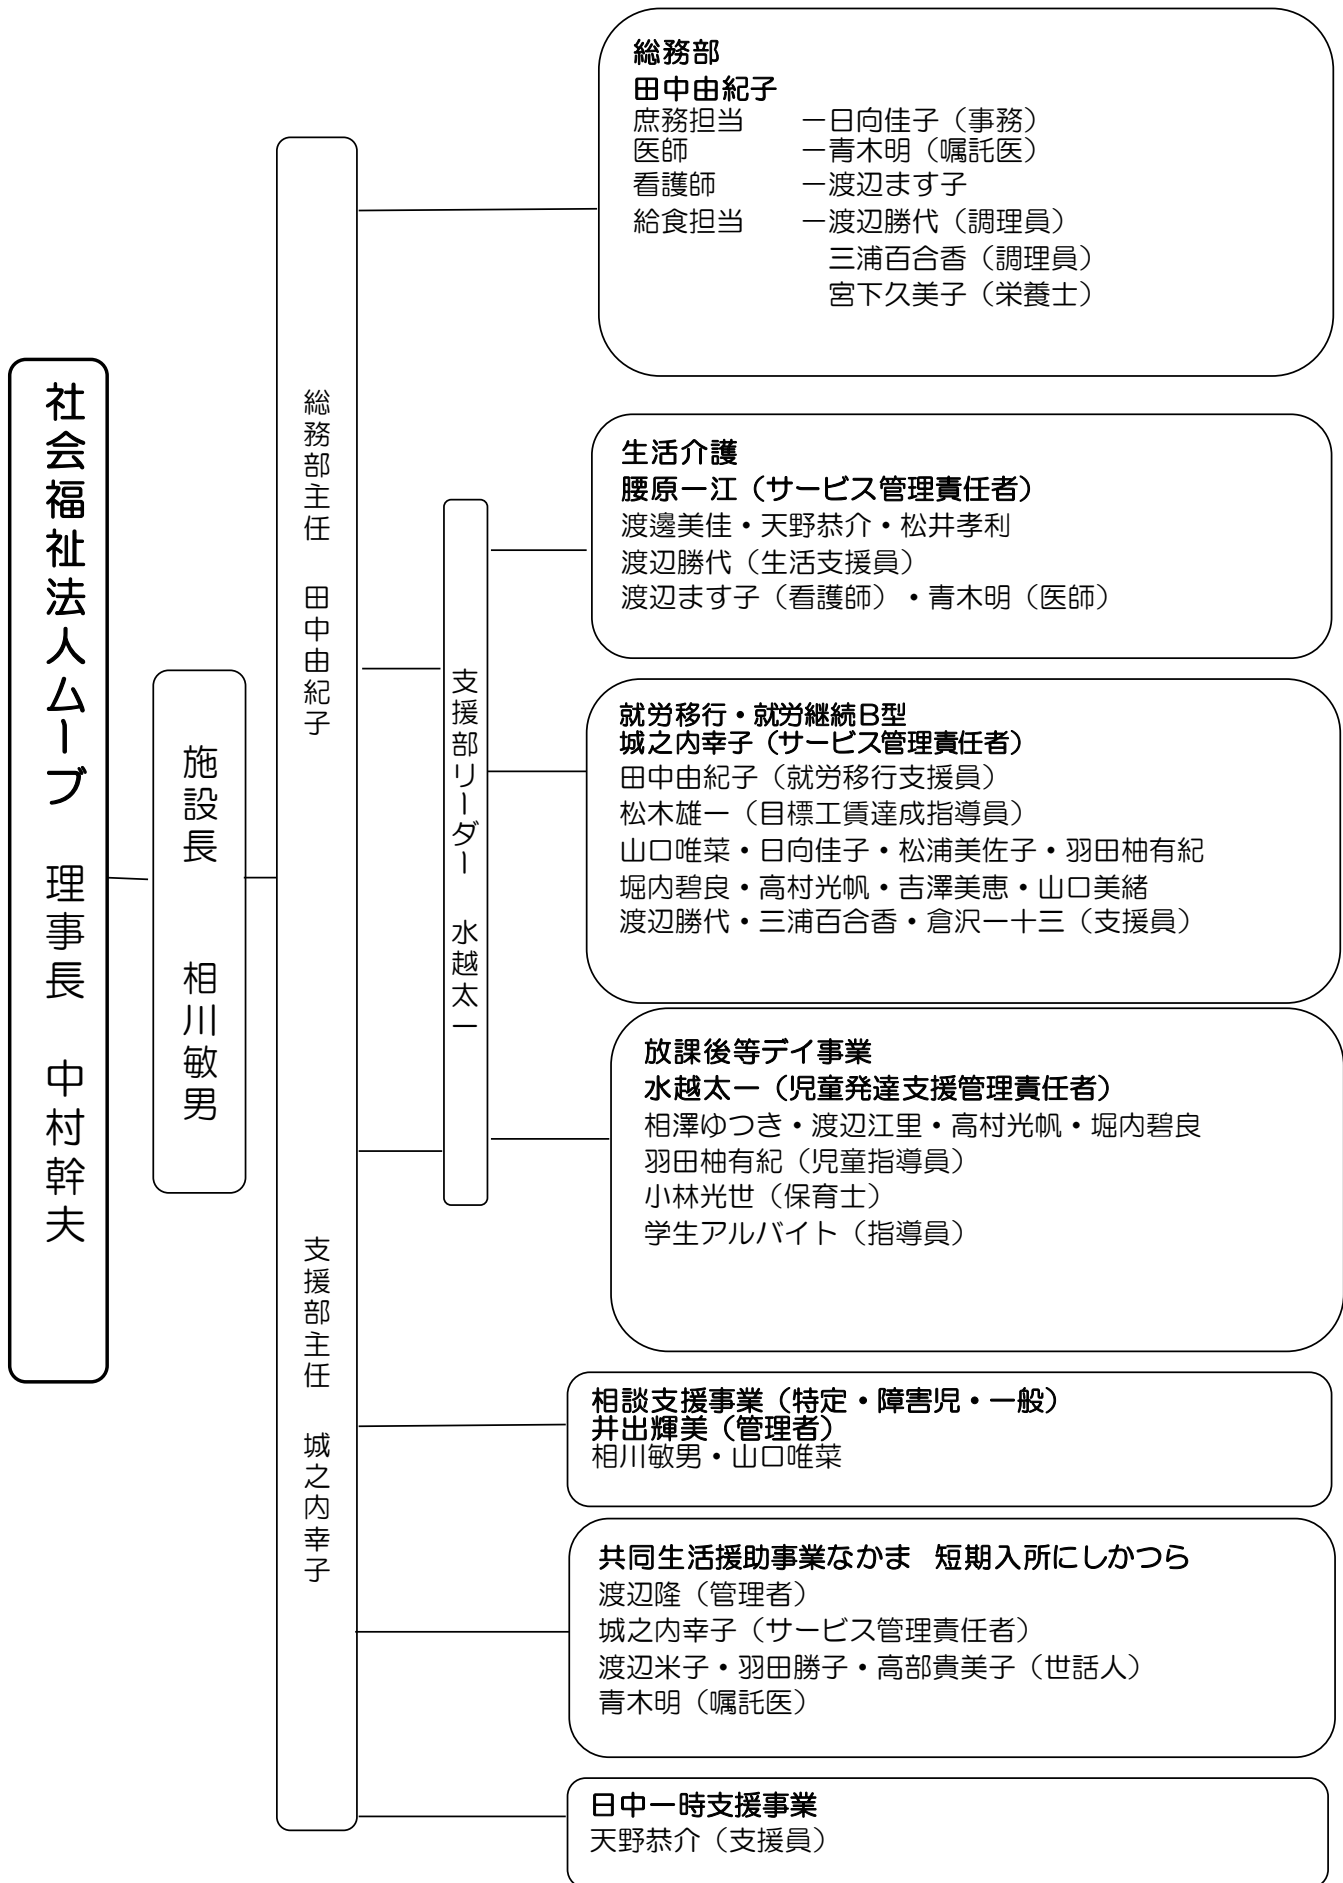 社会福祉法人ムーブ　理事長　中村幹夫
施設長　相川敏男
総務部主任　田中由紀子
支援部主任　城之内幸子
支援部リーダー　水越太一
総務部
田中由紀子
庶務担当　　ー日向佳子（事務）
医師　　　　ー青木明（嘱託医）
看護師　　　ー渡辺ます子
給食担当　　ー渡辺勝代（調理員）
三浦百合香（調理員）
宮下久美子（栄養士）
生活介護
腰原一江（サービス管理責任者）
渡邊美佳・天野恭介・松井孝利
渡辺勝代（生活支援員）
渡辺ます子（看護師）・青木明（医師）
就労移行・就労継続Ｂ型
城之内幸子（サービス管理責任者）
田中由紀子（就労移行支援員）
松木雄一（目標工賃達成指導員）
山口唯菜・日向佳子・松浦美佐子・羽田柚有紀
堀内碧良・高村光帆・吉澤美恵・山口美緒
渡辺勝代・三浦百合香・倉沢一十三（支援員）
放課後等デイ事業
水越太一（児童発達支援管理責任者）
相澤ゆつき・渡辺江里・高村光帆・堀内碧良
羽田柚有紀（児童指導員）
小林光世（保育士）
学生アルバイト（指導員）
相談支援事業（特定・障害児・一般）
井出輝美（管理者）
相川敏男・山口唯菜
共同生活援助事業なかま　短期入所にしかつら
渡辺隆（管理者）
城之内幸子（サービス管理責任者）
渡辺米子・羽田勝子・高部貴美子（世話人）
青木明（嘱託医）
日中一時支援事業
天野恭介（支援員）